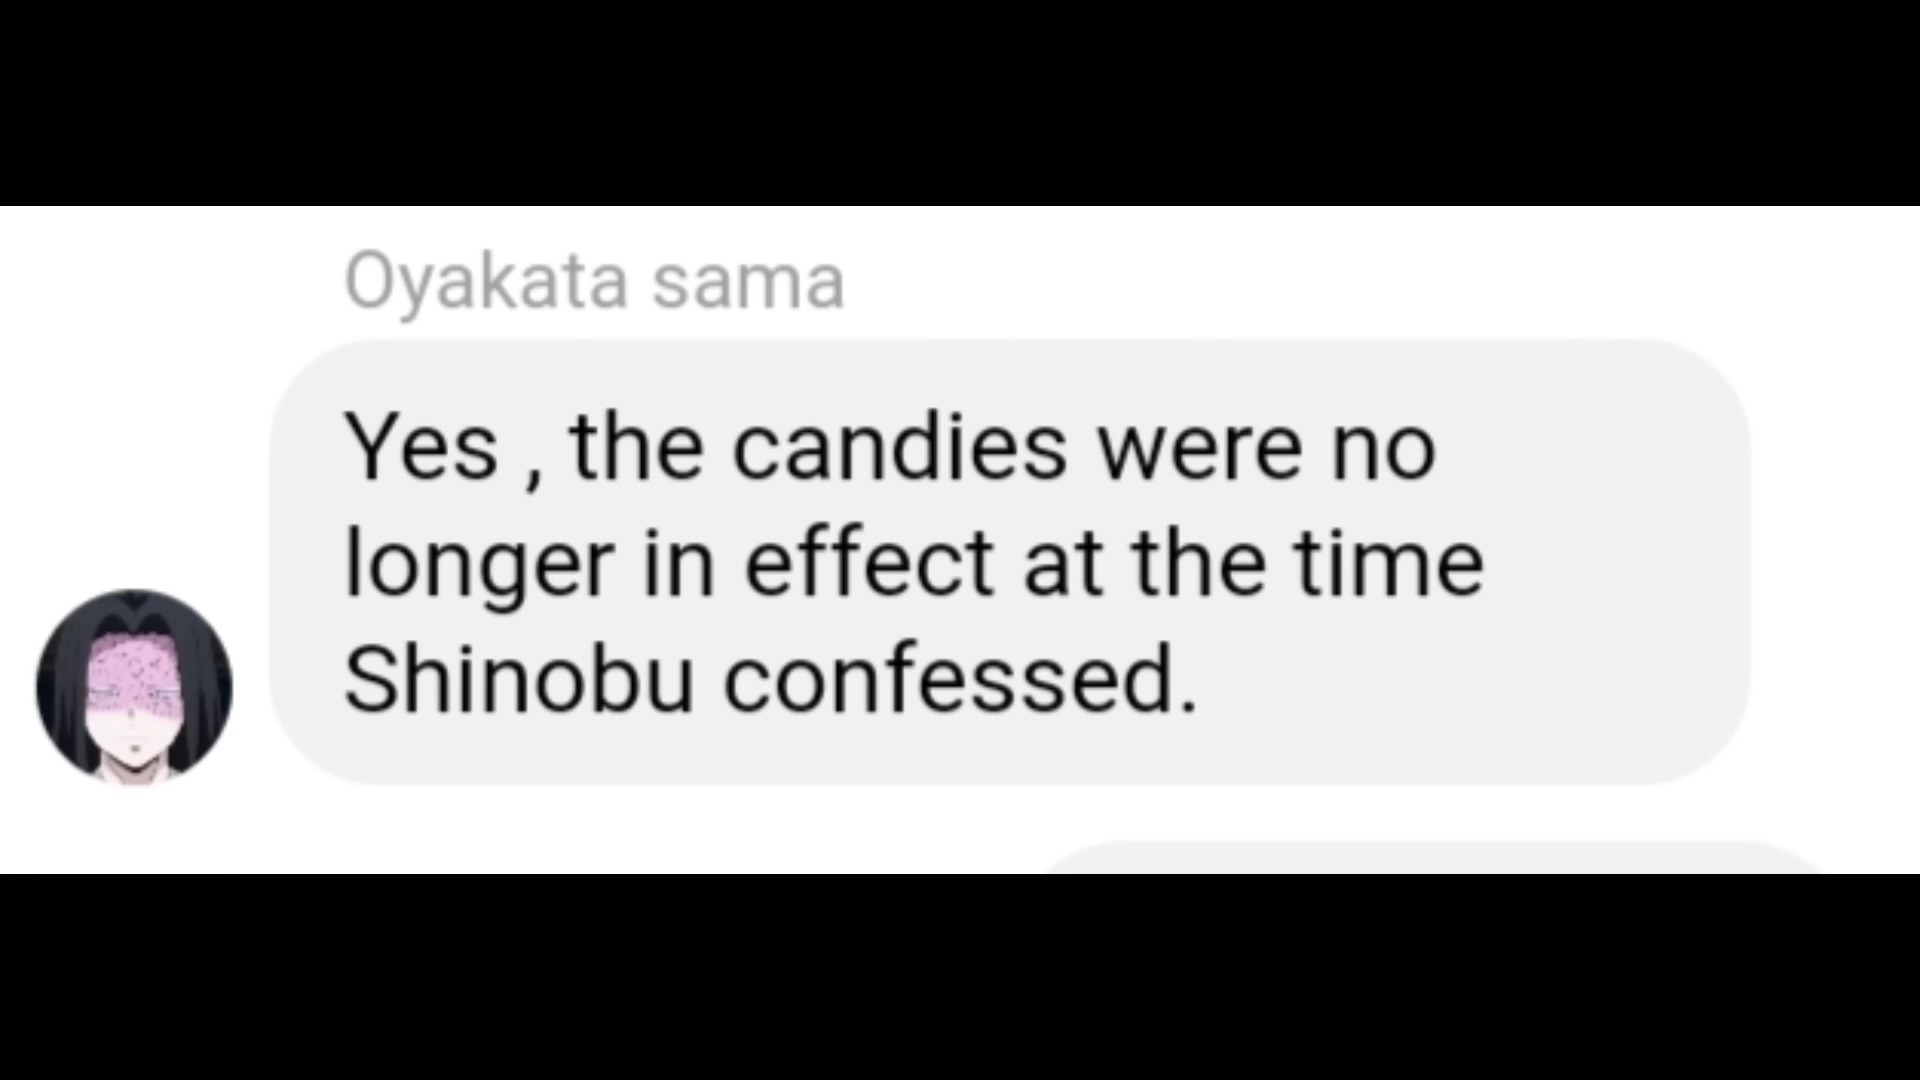 Oyakata sama
Yes , the candies were no
longer in effect at the time
Shinobu confessed.